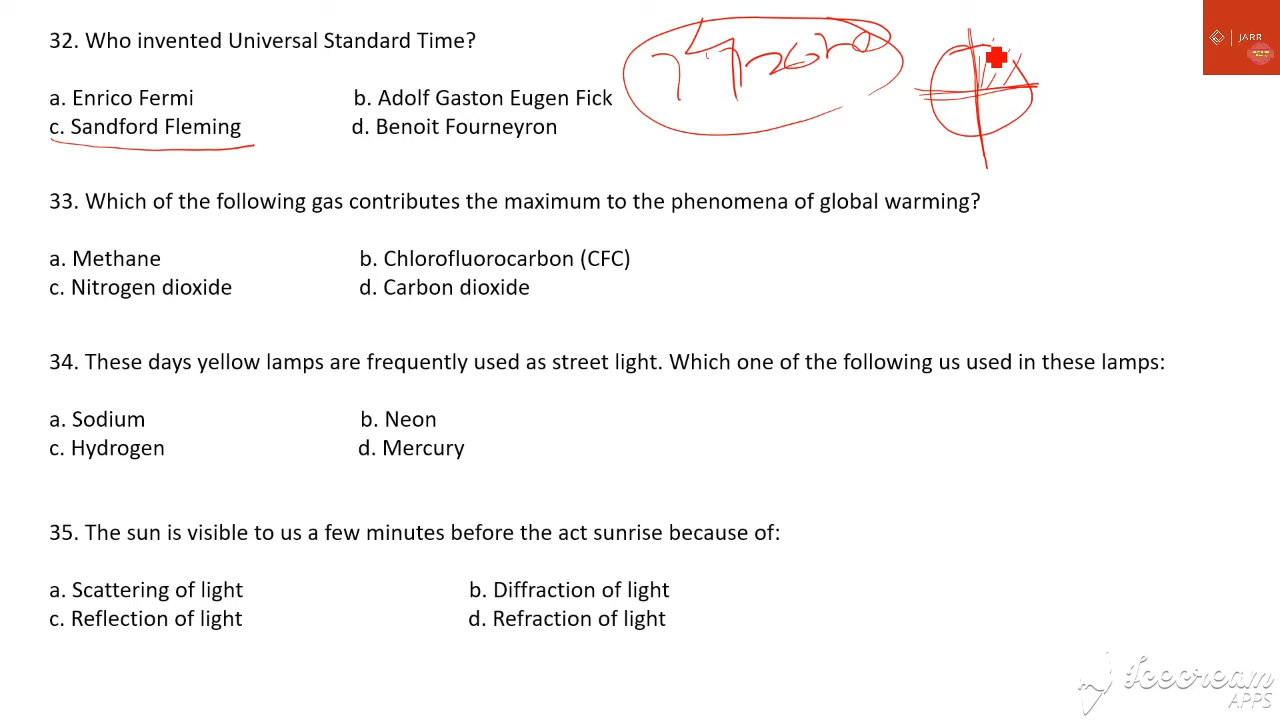 32. Who invented Universal Standard Time?
a. Enrico Fermi b. Adolf Gaston Eugen Fick
c. Sandford Fleming d. Benoit Fourneyron
33. Which of the following gas contributes the maximum to the phenomena of global warming?
a. Methane b. Chlorofluorocarbon (CFC)
c. Nitrogen dioxide d. Carbon dioxide
34. These days yellow lamps are frequently used as street light. Which one of the following us used in these lamps:
a. Sodium b. Neon
c. Hydrogen d. Mercury
35. The sun is visible to us a few minutes before the act sunrise because of:
a. Scattering of light b. Diffraction of light
c. Reflection of light d. Refraction of light
JARR
Icecream
APPS